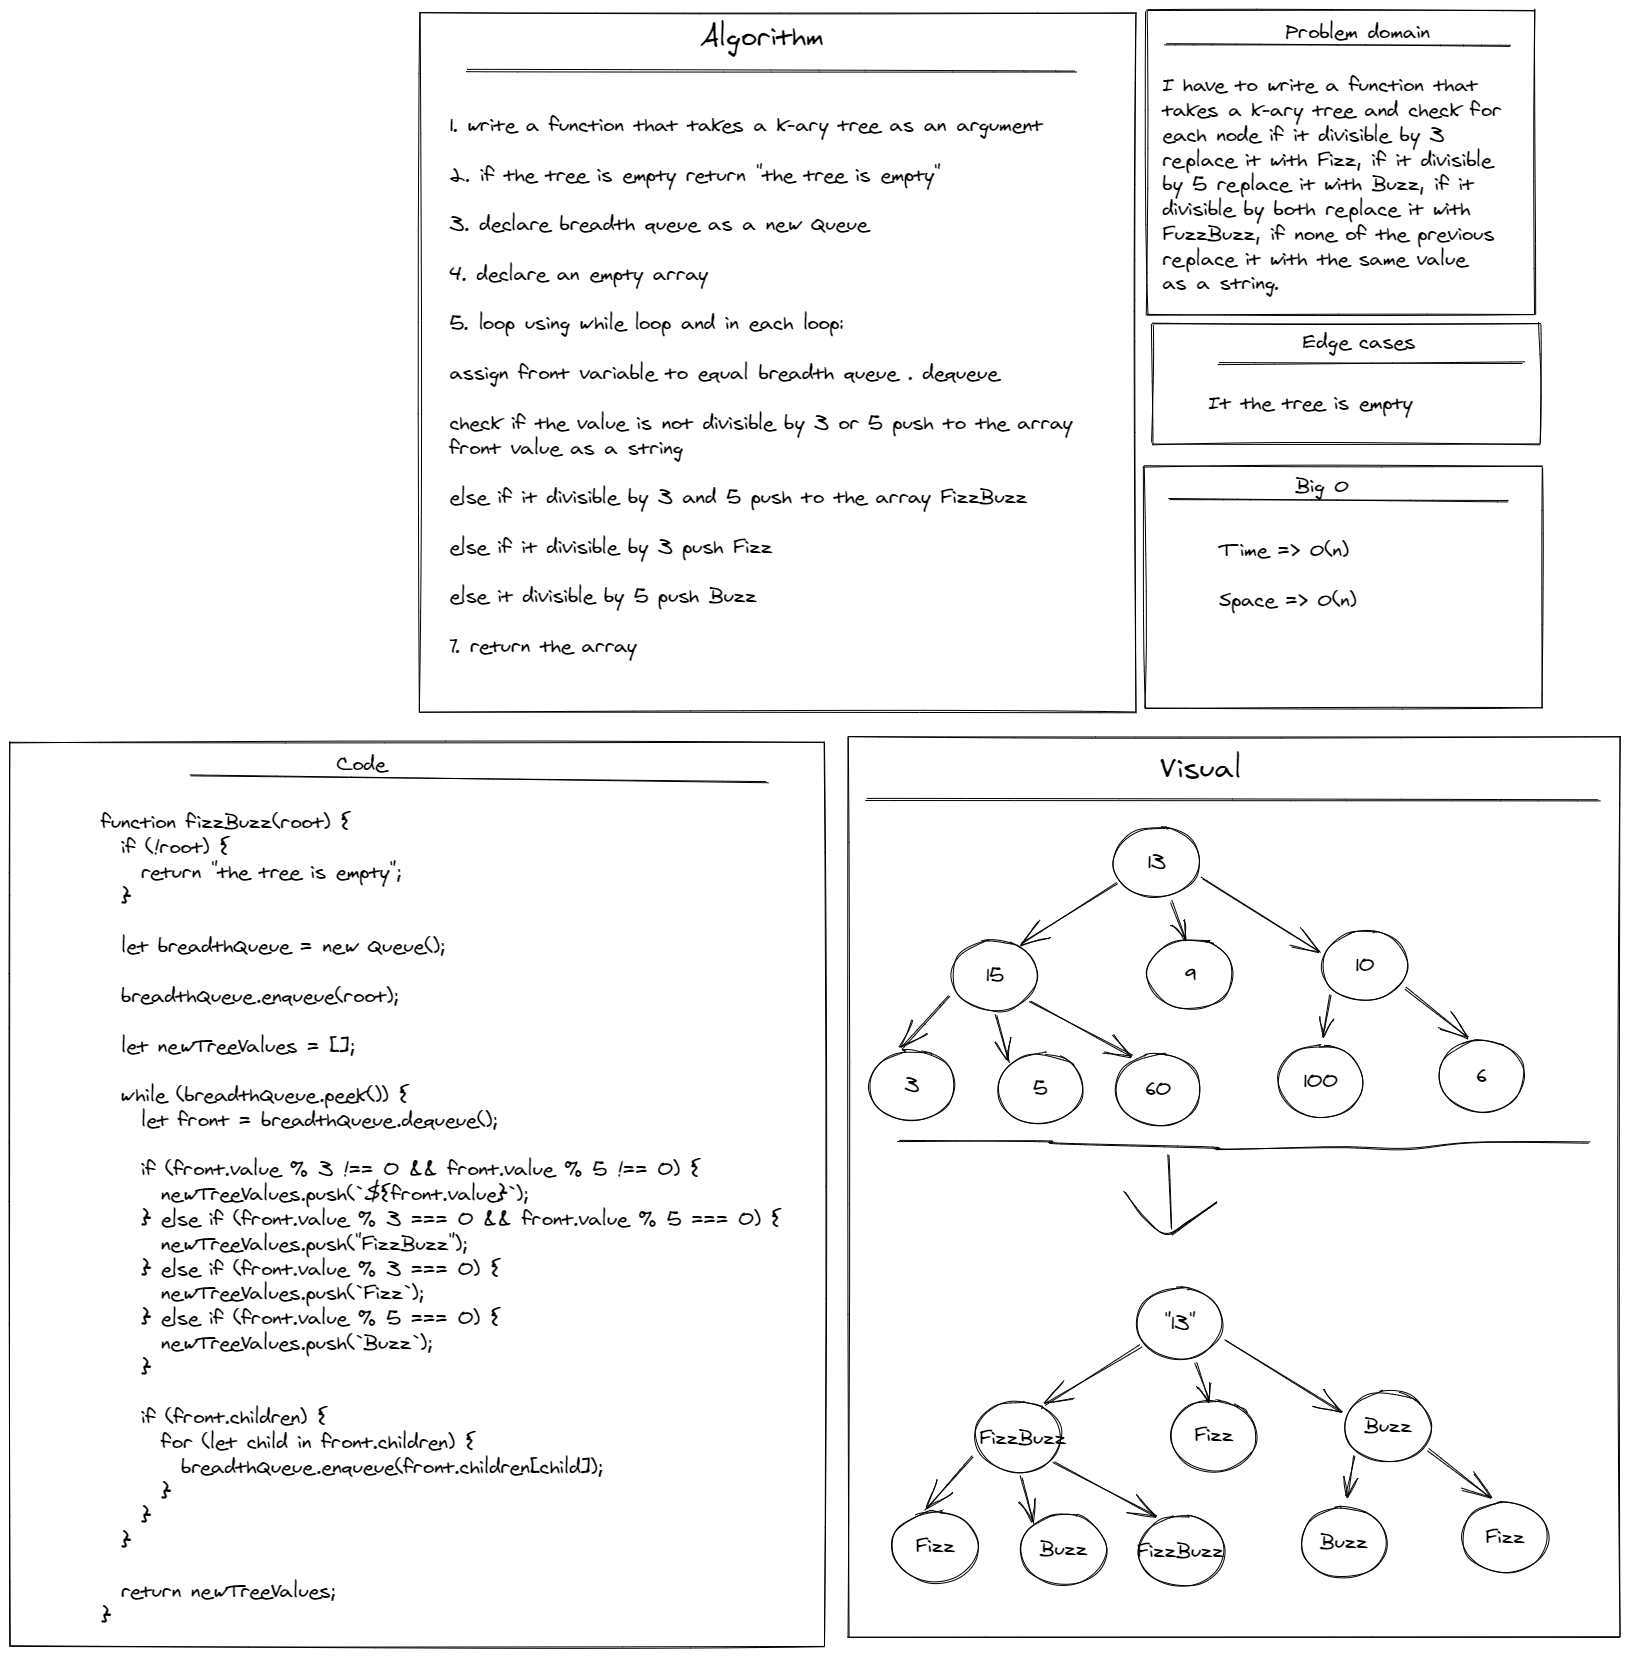 Algorithm
1. write a function that takes a k-ary tree as an argument
2. if the tree is empty return "the tree is empty"
3. declare breadth queue as a new Queue
4. declare an empty array
5. loop using while loop and in each loop:
assign front variable to equal breadth queue . dequeue
check if the value is not divisible by 3 or 5 push to the array
front value as a string
else if it divisible by 3 and 5 push to the array FizzBuzz
else if it divisible by 3 push Fizz
else it divisible by 5 push Buzz
7. return the array
Problem domain
I have to write a function that
takes a k-ary tree and check for
each node if it divisible by 3
replace it with Fizz, if it divisible
by 5 replace it with Buzz, if it
divisible by both replace it with
FuzzBuzz, if none of the previous
replace it with the same value
as a string.
Edge cases
It the tree is empty
Big O
Time => O(n)
Space => O(n)
Code
function fizzBuzz(root) {
if (!root) {
return "the tree is empty";
}
let breadthQueue = new Queue();
breadthQueue.enqueue(root);
let newTreeValues = [];
while (breadthQueue.peek()) {
let front = breadthQueue.dequeue();
if (front.value % 3 !== 0 && front.value % 5 !== 0) {
newTreeValues.push(`${front.value}`);
} else if (front.value % 3 === 0 && front.value % 5 === 0) {
newTreeValues.push("FizzBuzz");
} else if (front.value % 3 === 0) {
newTreeValues.push(`Fizz`);
} else if (front.value % 5 === 0) {
newTreeValues.push(`Buzz`);
}
if (front.children) {
for (let child in front.children) {
breadthQueue.enqueue(front.children[child]);
}
}
}
return newTreeValues;
}
Visual
13
15 9 10
3 5 60 100 6
"13"
FizzBuzz Fizz Buzz
Fizz Buzz FizzBuzz Buzz Fizz